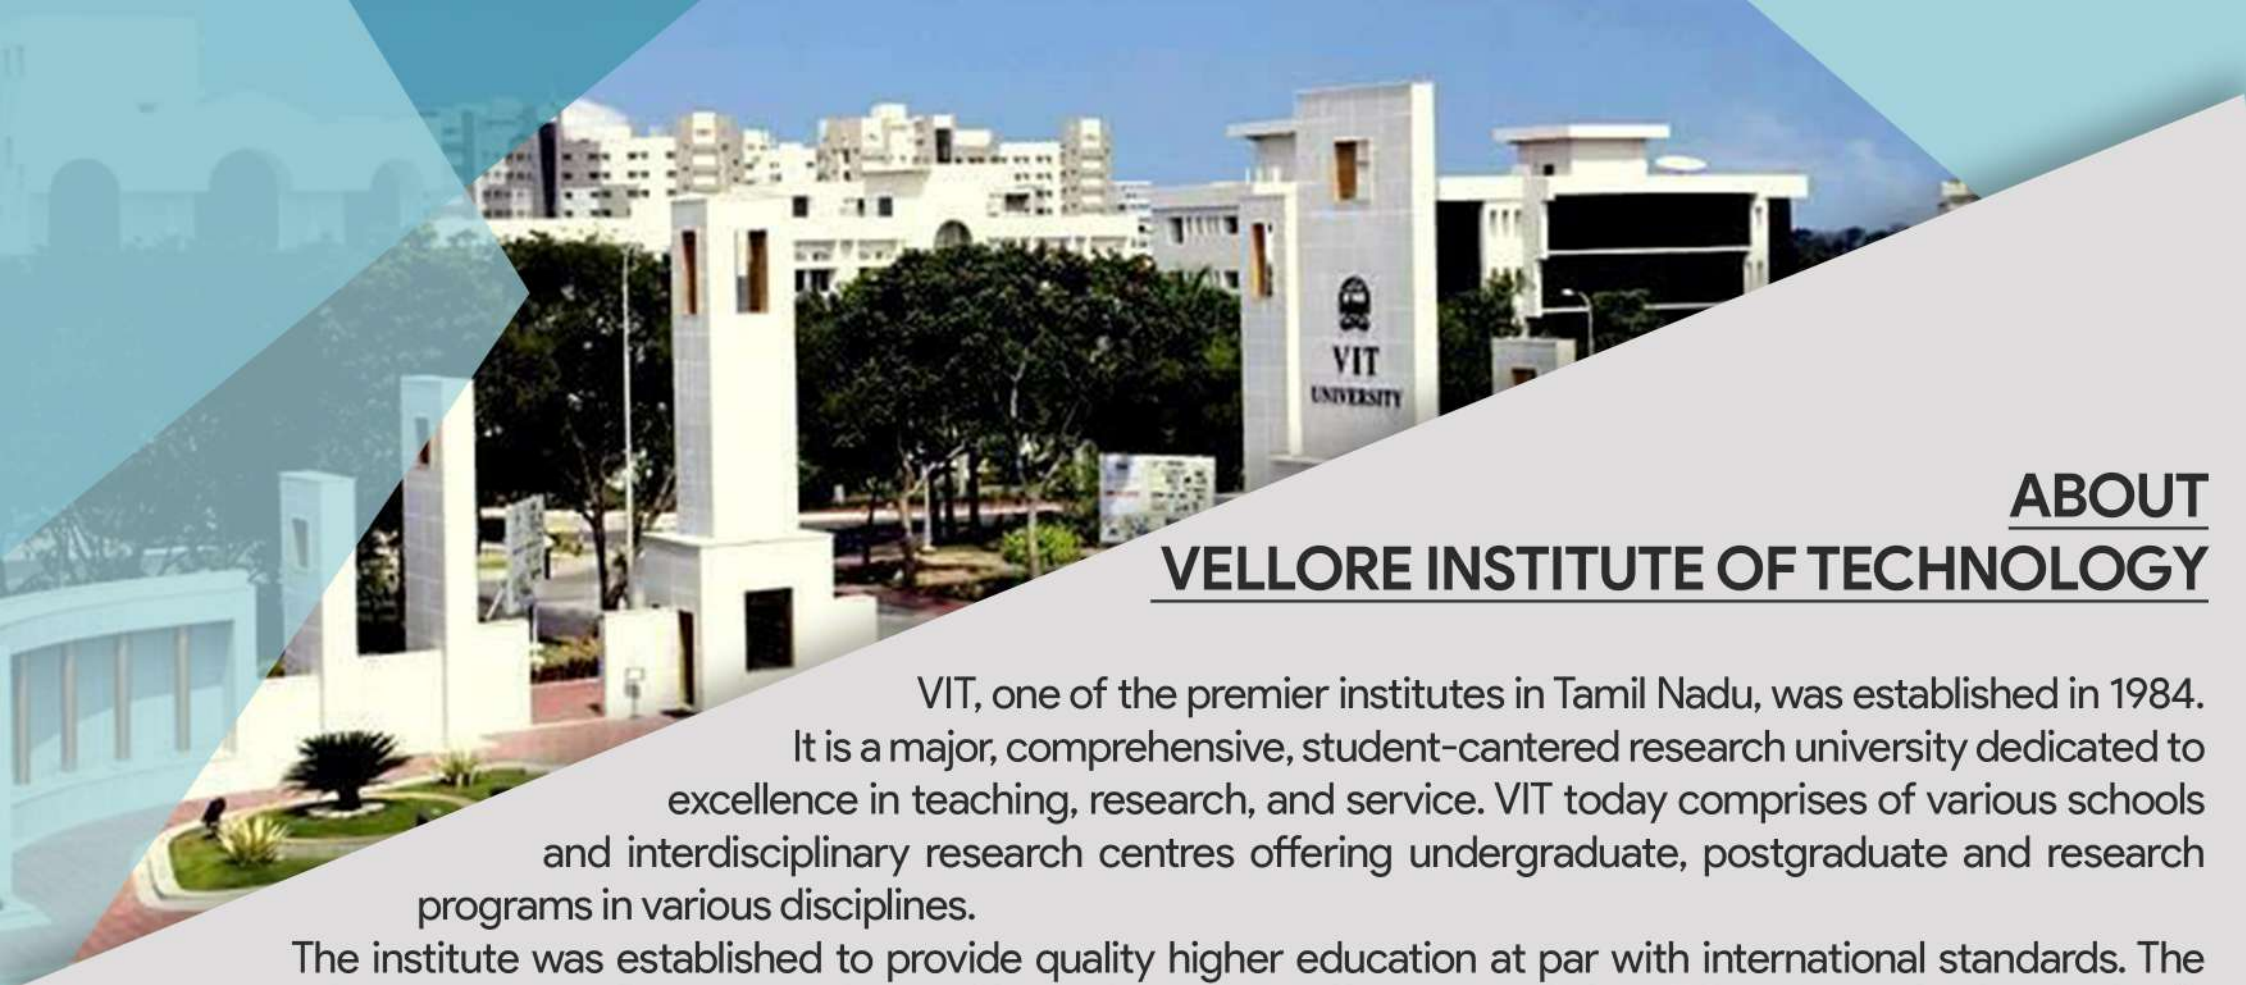 VIT
UNIVERSITY
ABOUT
VELLORE INSTITUTE OF TECHNOLOGY
VIT, one of the premier institutes in Tamil Nadu, was established in 1984.
It is a major, comprehensive, student-cantered research university dedicated to
excellence in teaching, research, and service. VIT today comprises of various schools
and interdisciplinary research centres offering undergraduate, postgraduate and research
programs in various disciplines.
The institute was established to provide quality higher education at par with international standards. The